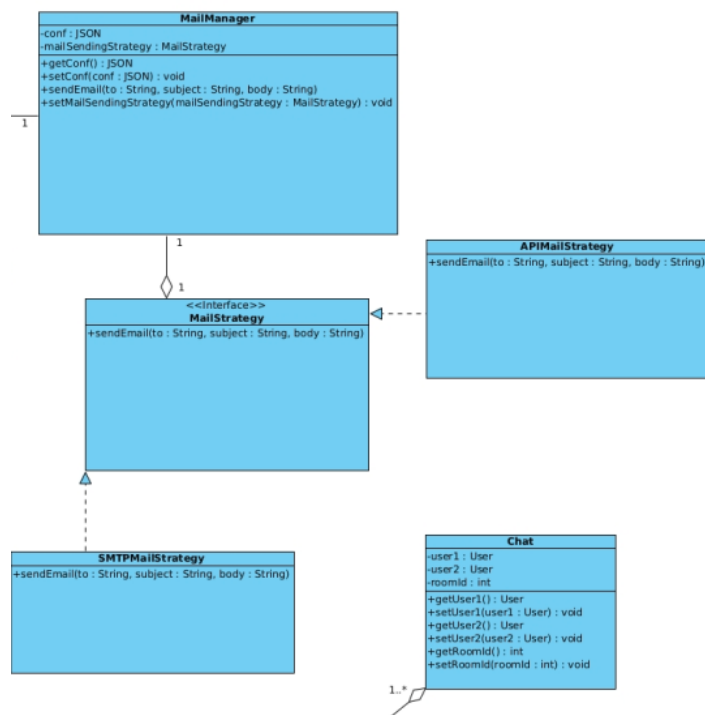 MailManager
-conf : JSON
-mailSendingStrategy : MailStrategy
+getConf() : JSON
+setConf(conf : JSON) : void
+sendEmail(to : String, subject : String, body : String)
+setMailSendingStrategy(mailSendingStrategy : MailStrategy) : void
1
1
1
APIMailStrategy
+sendEmail(to : String, subject : String, body : String)
<<Interface>>
MailStrategy
+sendEmail(to : String, subject : String, body : String)
SMTPMailStrategy
+sendEmail(to : String, subject : String, body : String)
Chat
-user1 : User
-user2 : User
-roomId : int
+getUser1() : User
+setUser1(user1 : User) : void
+getUser2() : User
+setUser2(user2 : User) : void
+getRoomId() : int
+setRoomId(roomId : int) : void
1..*